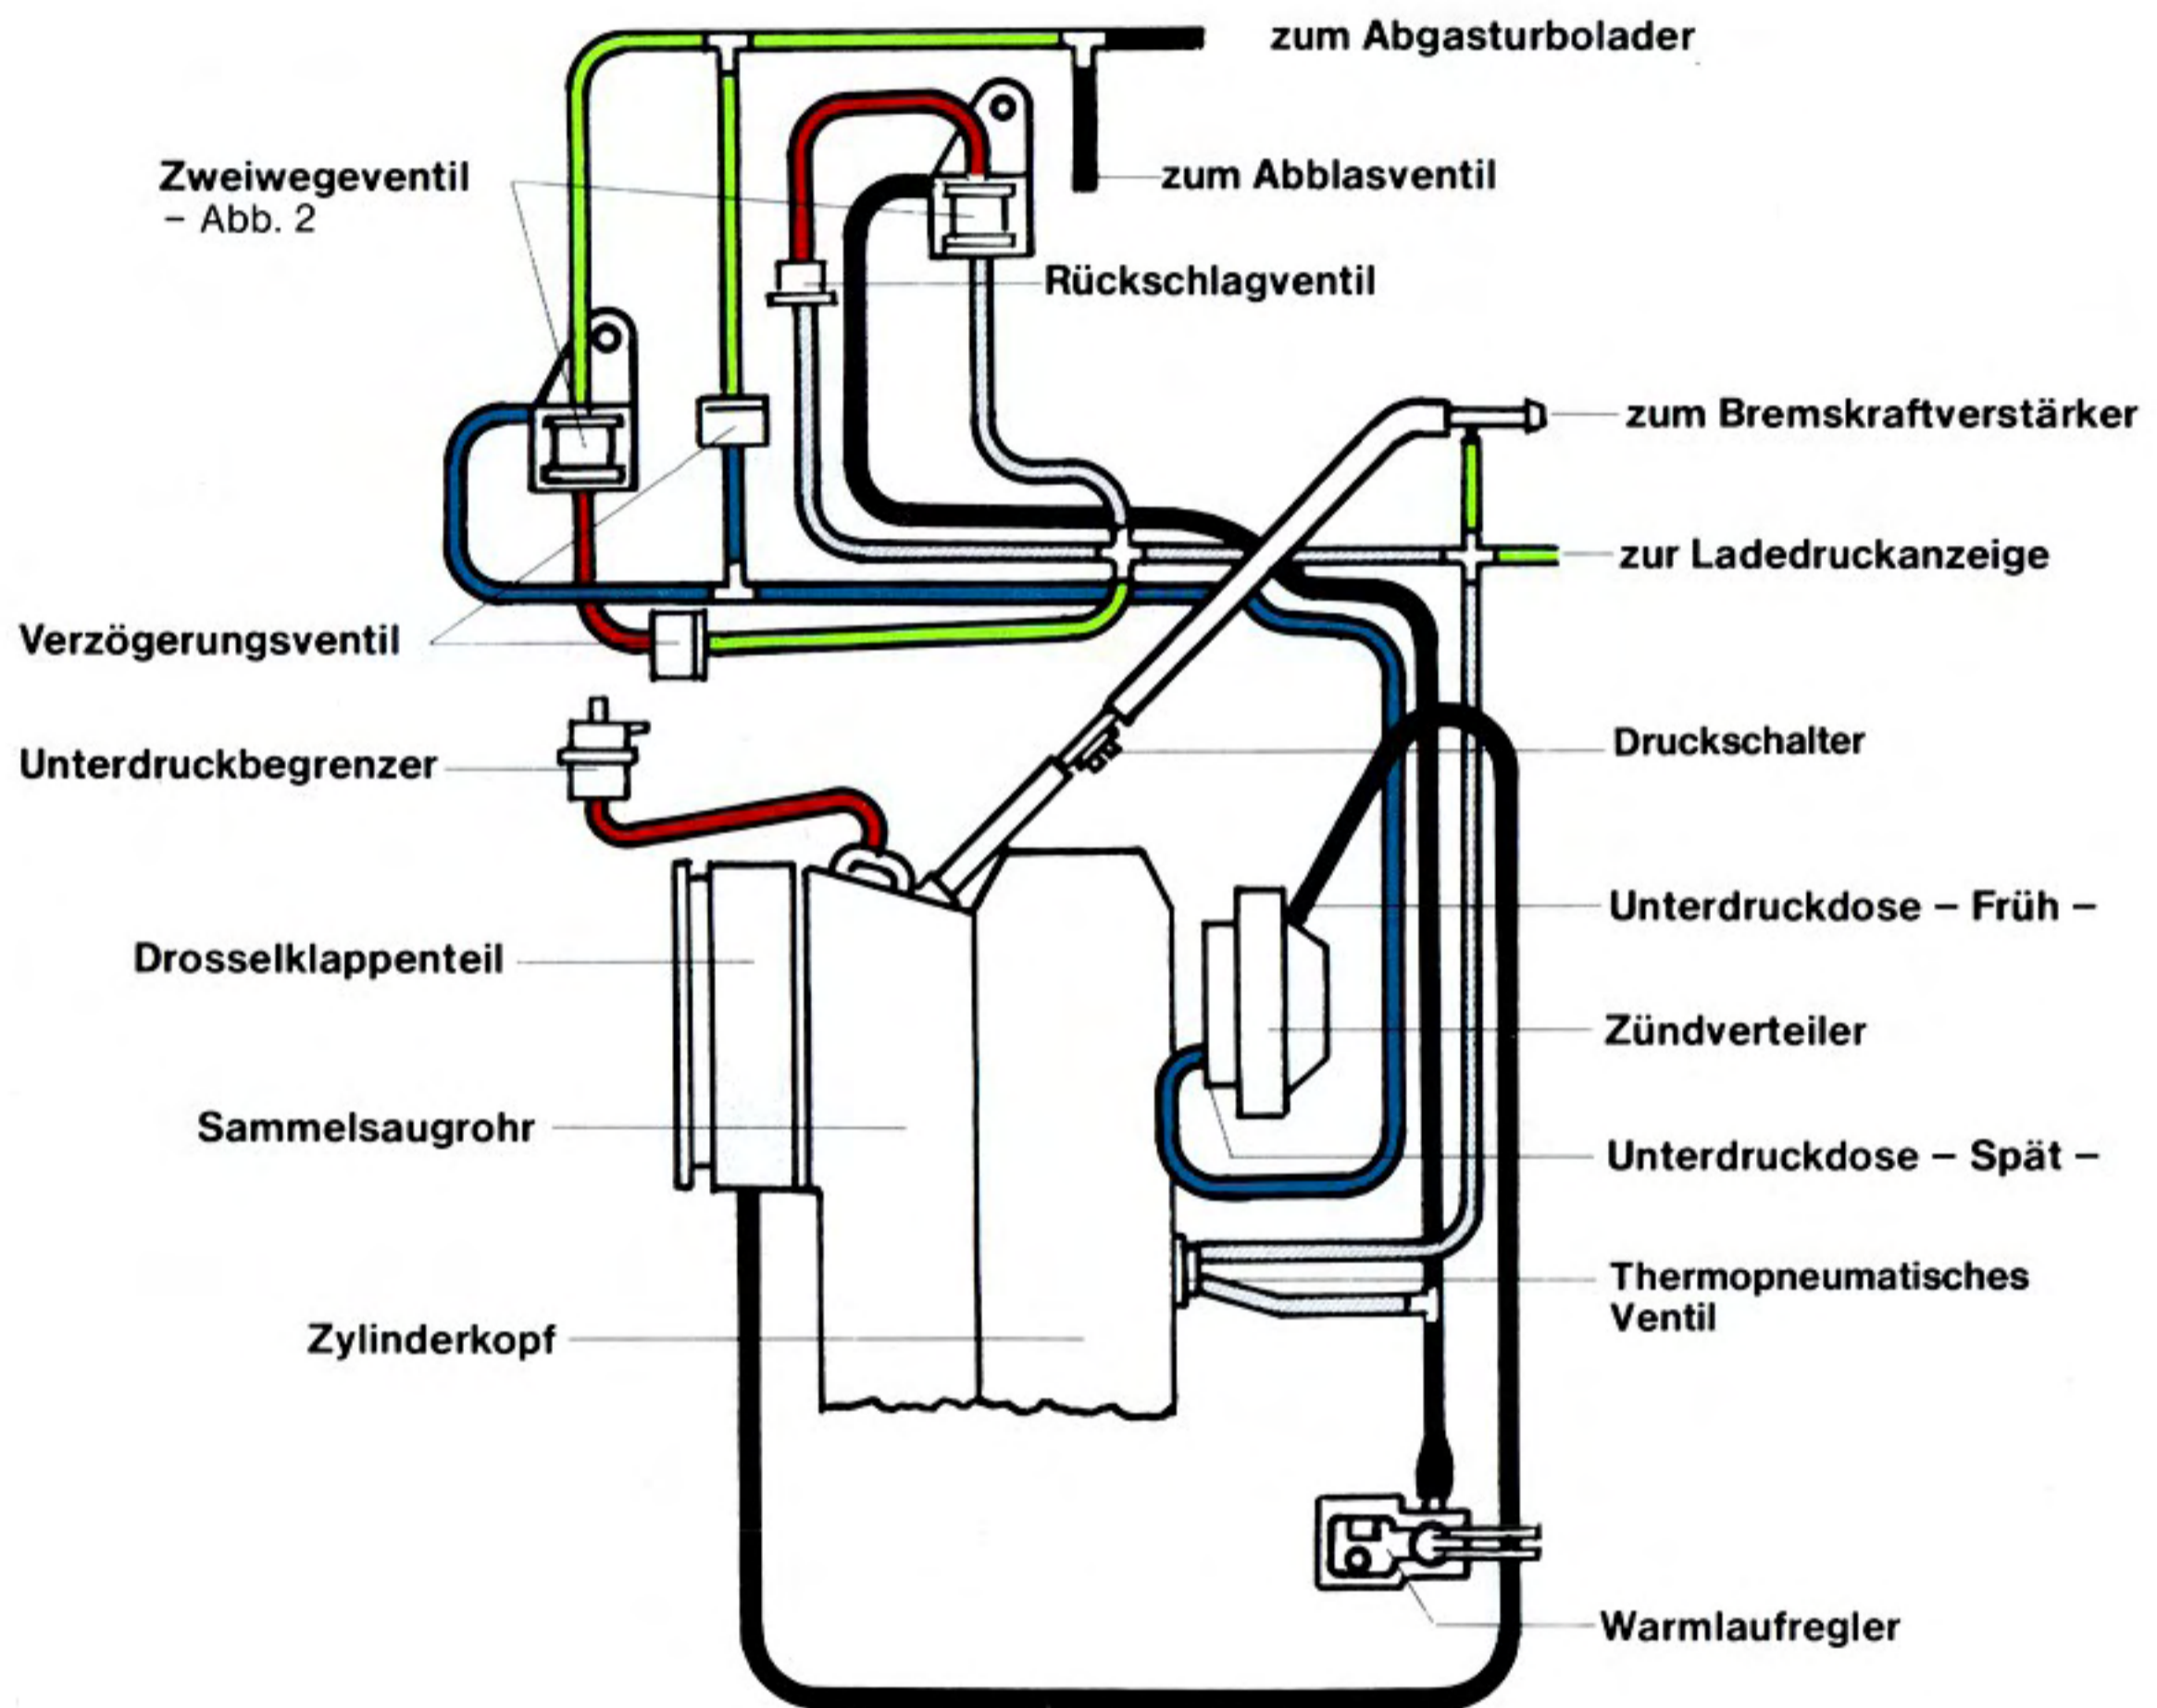 zum Abgasturbolader
Zweiwegeventil
– Abb. 2
zum Abblasventil
Rückschlagventil
zum Bremskraftverstärker
zur Ladedruckanzeige
Verzögerungsventil
Druckschalter
Unterdruckbegrenzer
Unterdruckdose – Früh –
Drosselklappenteil
Zündverteiler
Sammelsaugrohr
Unterdruckdose – Spät –
Thermopneumatisches
Ventil
Zylinderkopf
Warmlaufregler